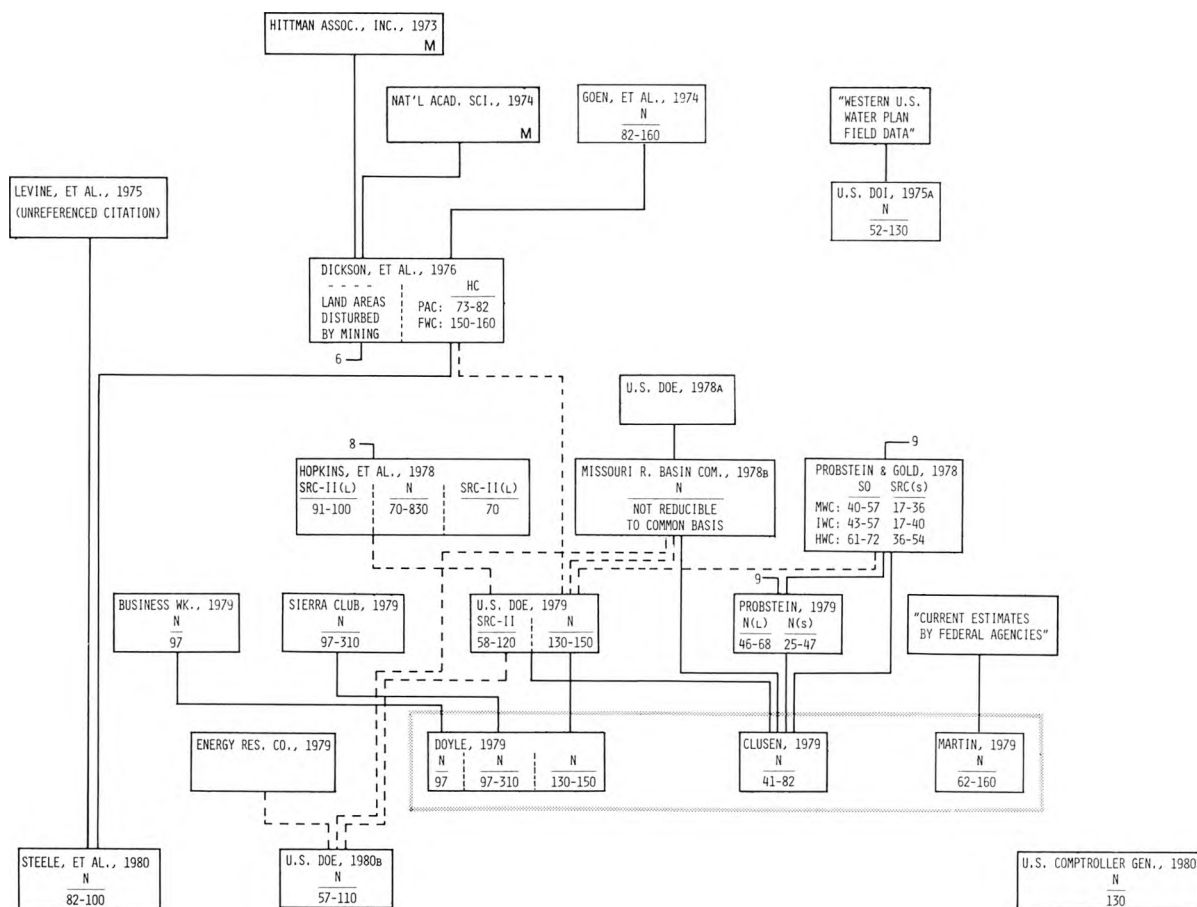 HITTMAN ASSOC., INC., 1973
M
NAT'L ACAD. SCI., 1974
M
GOEN, ET AL., 1974
N
82-160
"WESTERN U.S.
WATER PLAN
FIELD DATA"
LEVINE, ET AL., 1975
(UNREFERENCED CITATION)
U.S. DOI, 1975A
N
52-130
DICKSON, ET AL., 1976
- - - -
LAND AREAS
DISTURBED
BY MINING
HC
PAC: 73-82
FWC: 150-160
6
U.S. DOE, 1978A
8
HOPKINS, ET AL., 1978
SRC-II(L) N SRC-II(L)
91-100 70-830 70
MISSOURI R. BASIN COM., 1978B
N
NOT REDUCIBLE
TO COMMON BASIS
9
PROBSTEIN & GOLD, 1978
SO SRC(S)
MWC: 40-57 17-36
IWC: 43-57 17-40
HWC: 61-72 36-54
BUSINESS WK., 1979
N
97
SIERRA CLUB, 1979
N
97-310
U.S. DOE, 1979
SRC-II N
58-120 130-150
9
PROBSTEIN, 1979
N(L) N(S)
46-68 25-47
"CURRENT ESTIMATES
BY FEDERAL AGENCIES"
ENERGY RES. CO., 1979
DOYLE, 1979
N N N
97 97-310 130-150
CLUSEN, 1979
N
41-82
MARTIN, 1979
N
62-160
STEELE, ET AL., 1980
N
82-100
U.S. DOE, 1980B
N
57-110
U.S. COMPTROLLER GEN., 1980
N
130